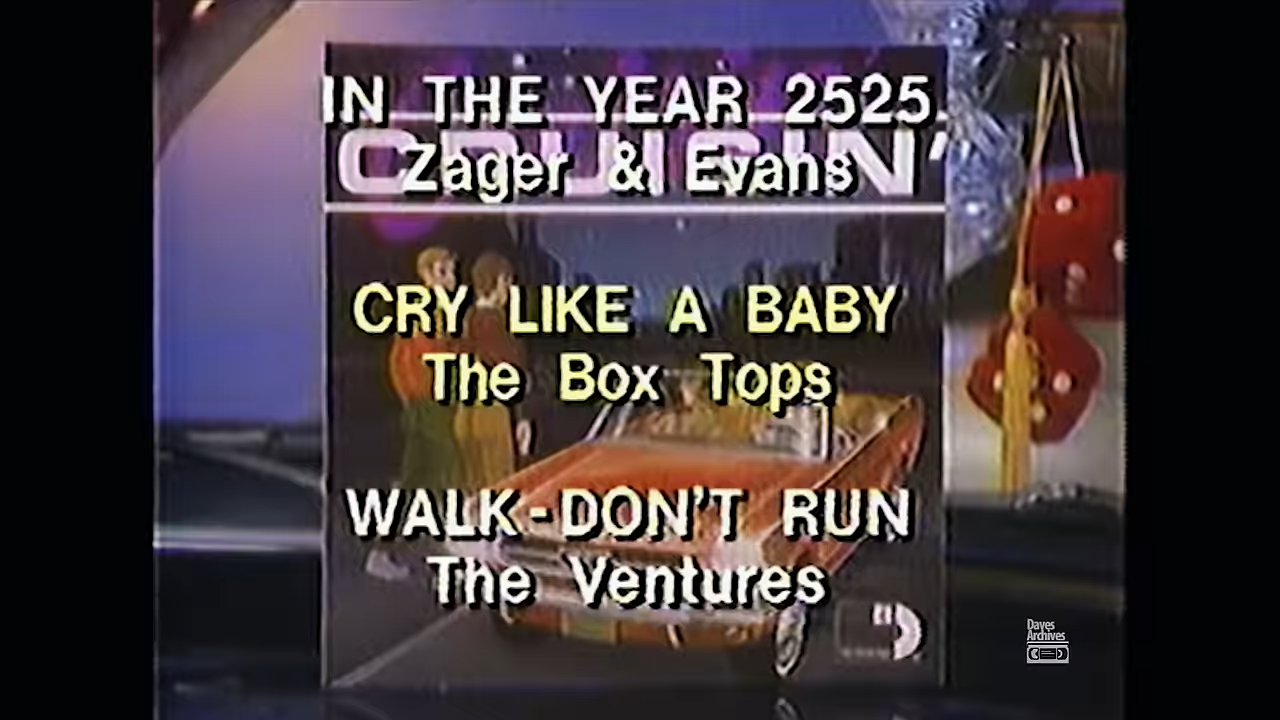 IN THE YEAR 2525
CRUISIN'
Zager & Evans
CRY LIKE A BABY
The Box Tops
WALK-DON'T RUN
The Ventures
Daves
Archives